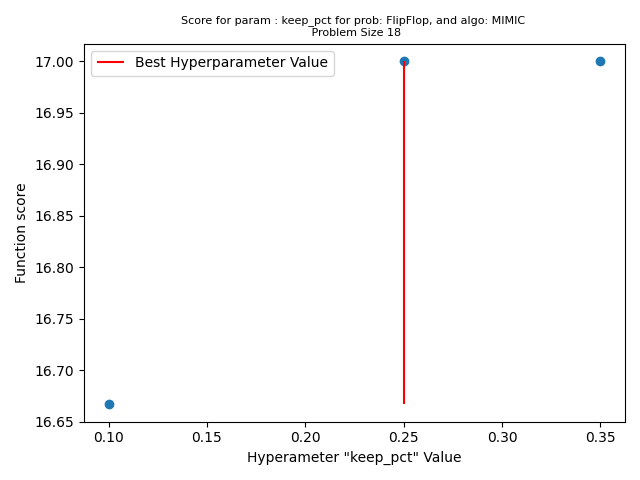 Score for param : keep_pct for prob: FlipFlop, and algo: MIMIC
Problem Size 18
Best Hyperparameter Value
17.00
16.95
16.90
16.85
16.80
16.75
16.70
16.65
Function score
0.10 0.15 0.20 0.25 0.30 0.35
Hyperameter "keep_pct" Value